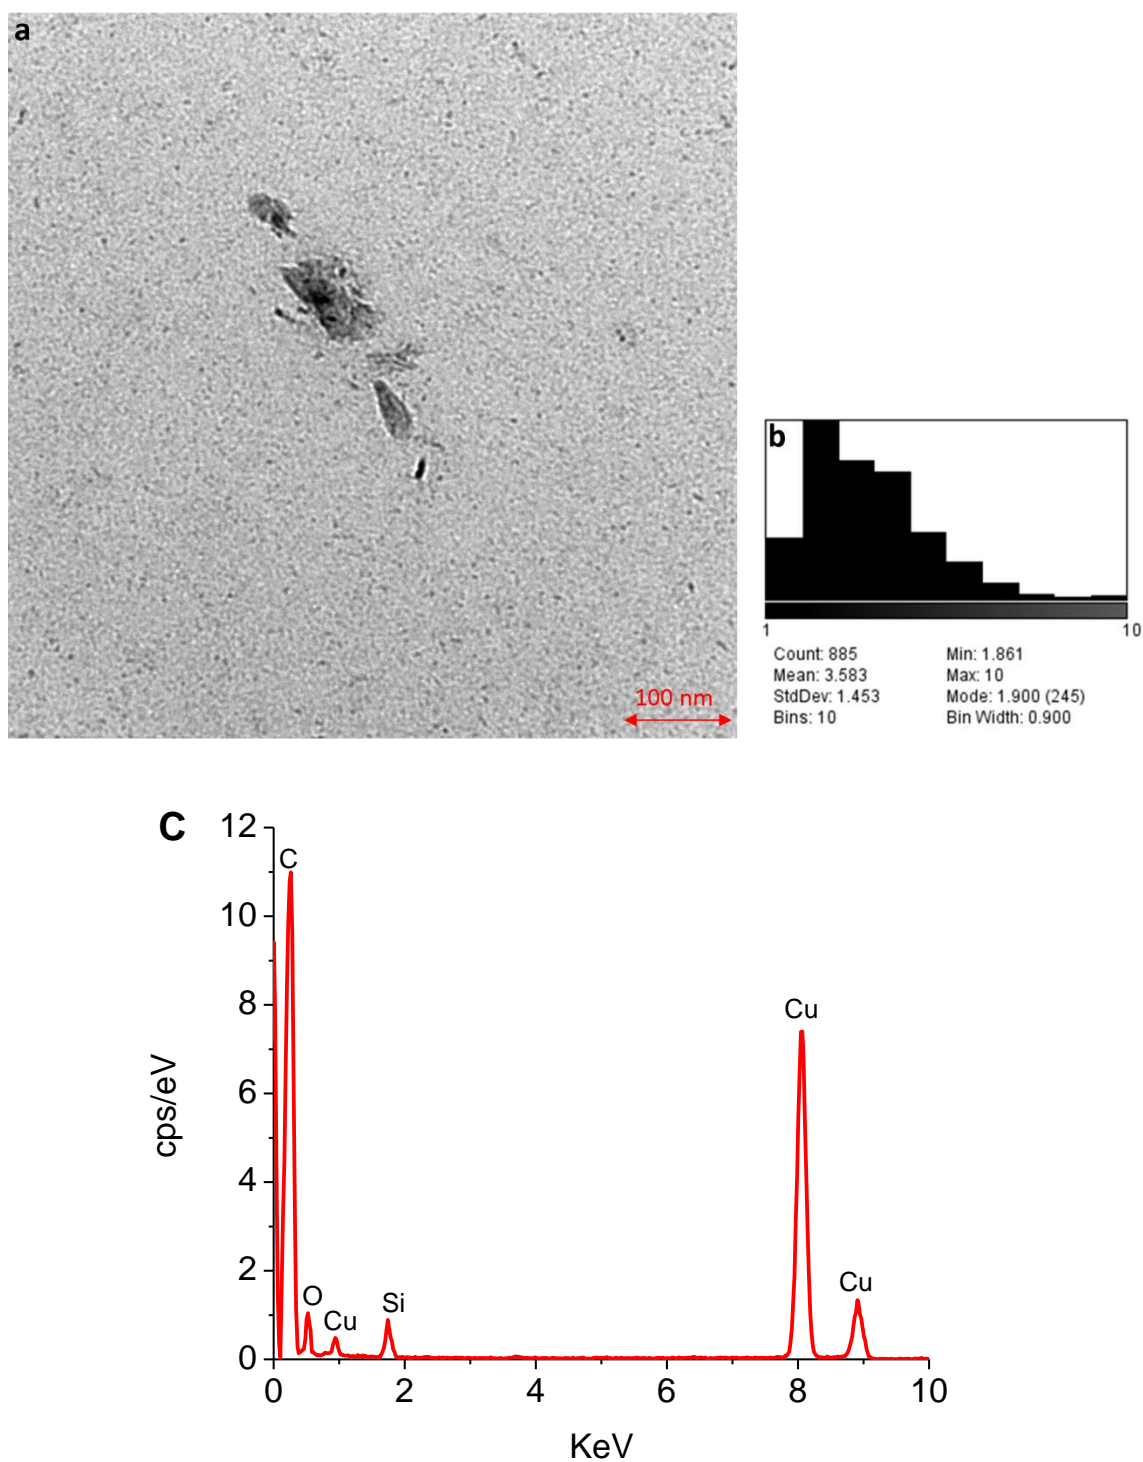 a
100 nm
b
1 10
Count: 885 Min: 1.861
Mean: 3.583 Max: 10
StdDev: 1.453 Mode: 1.900 (245)
Bins: 10 Bin Width: 0.900
C
12
10
8
6
4
2
0
cps/eV
C
O
Cu
Si
Cu
Cu
0 2 4 6 8 10
KeV